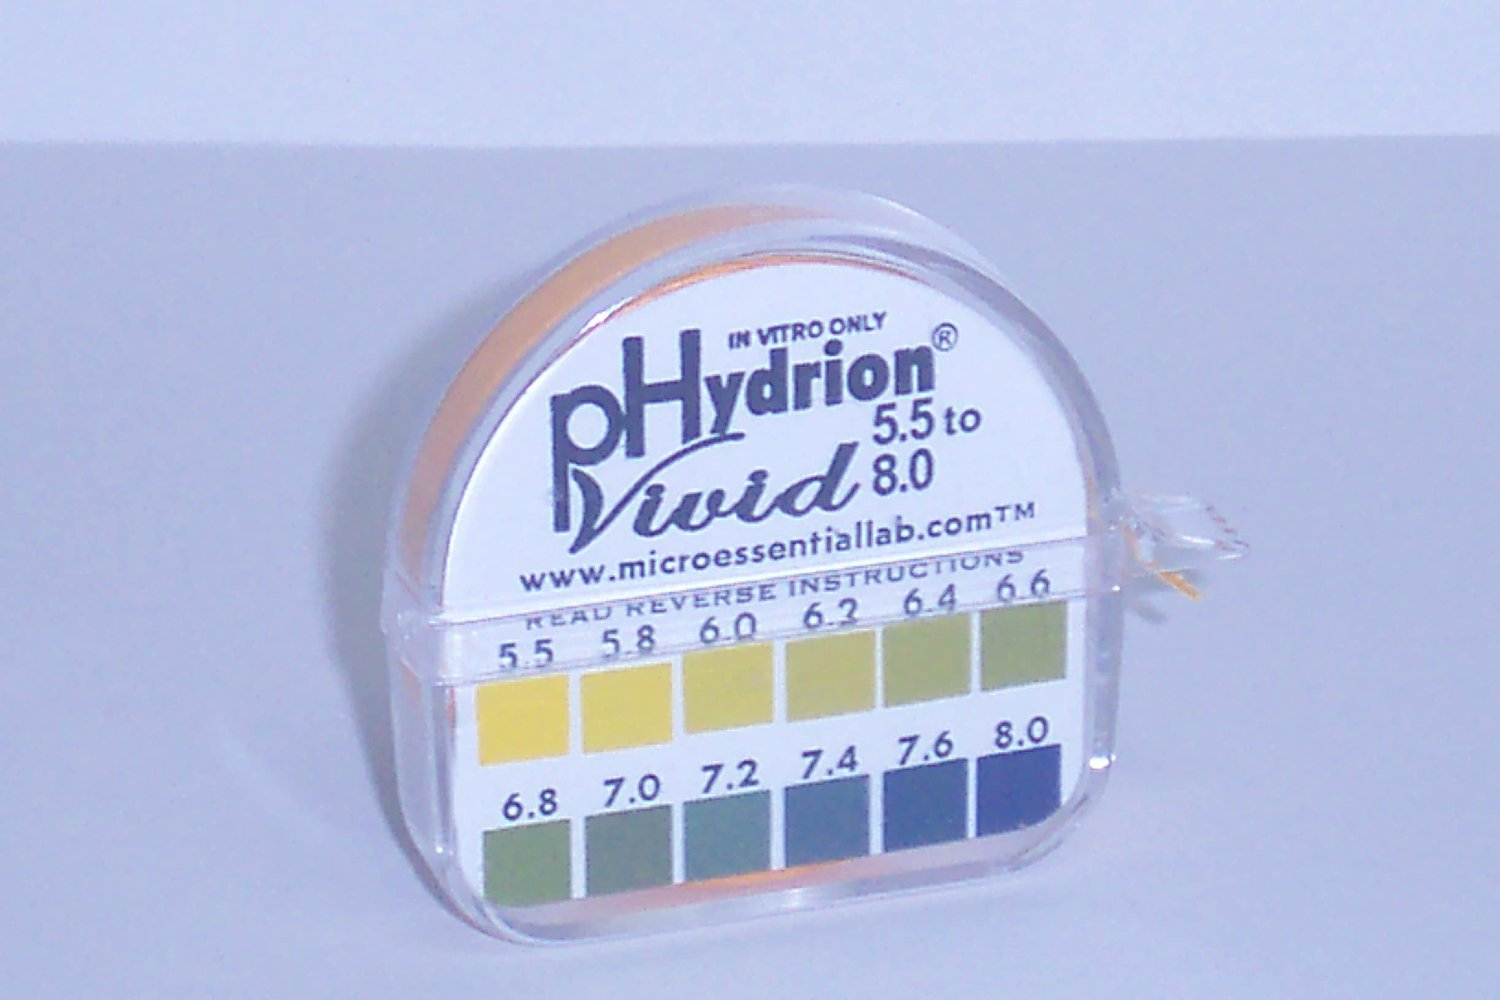 IN VITRO ONLY
pHydrion®
Vivid 5.5 to 8.0
www.microessentiallab.com™
READ REVERSE INSTRUCTIONS
5.5 5.8 6.0 6.2 6.4 6.6
6.8 7.0 7.2 7.4 7.6 8.0